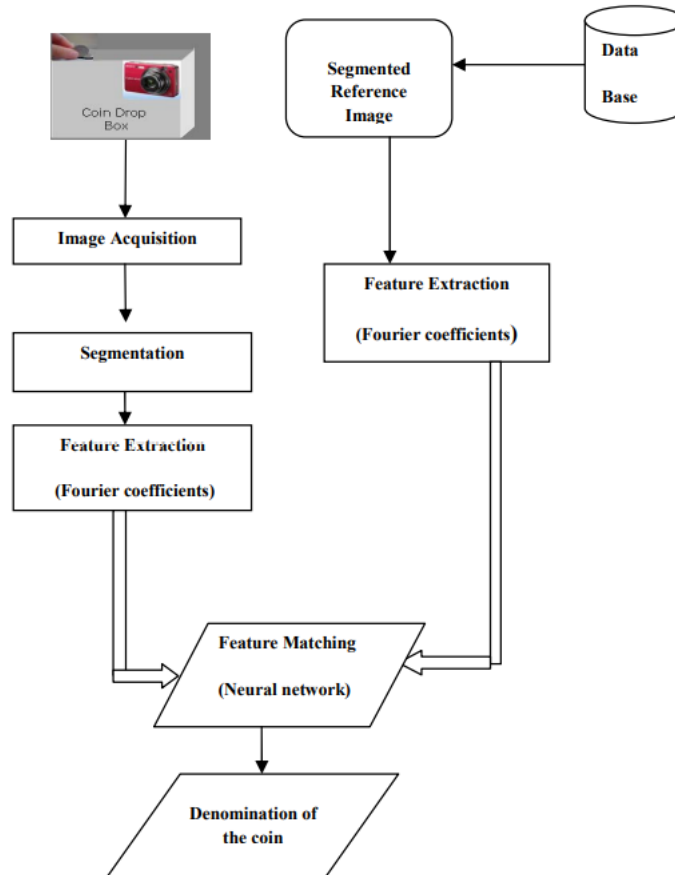 Coin Drop
Box
Image Acquisition
Segmentation
Feature Extraction
(Fourier coefficients)
Segmented
Reference
Image
Data
Base
Feature Extraction
(Fourier coefficients)
Feature Matching
(Neural network)
Denomination of
the coin